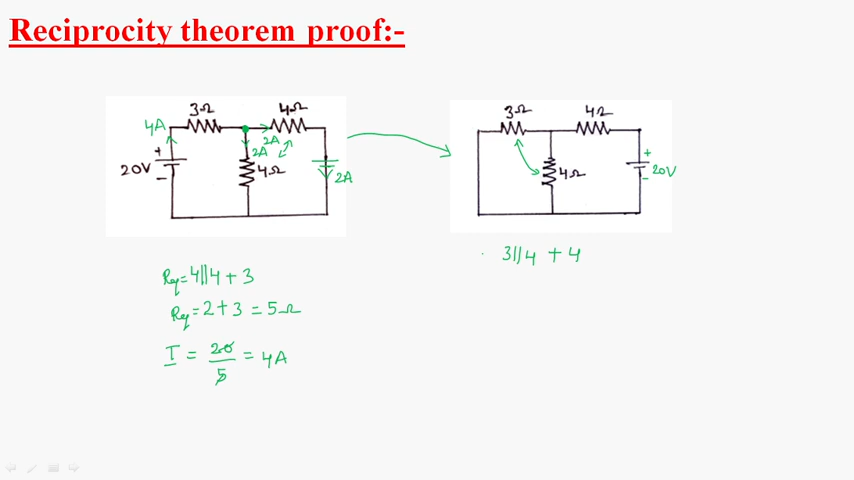 Reciprocity theorem proof:-
3Ω 4Ω
4A
2A
2A
20V + - 4Ω
2A
3Ω 4Ω
4Ω + - 20V
3||4 + 4
Req = 4||4 + 3
Req = 2 + 3 = 5Ω
I = 20/5 = 4A